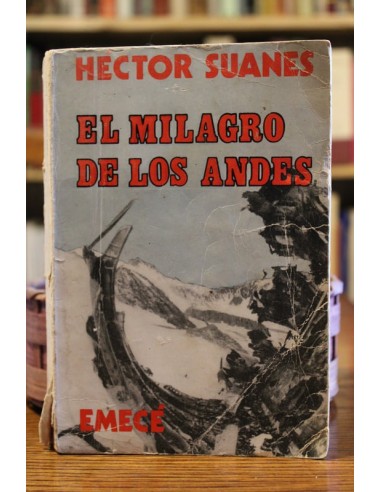 HECTOR SUANES
EL MILAGRO
DE LOS ANDES
EMECÉ